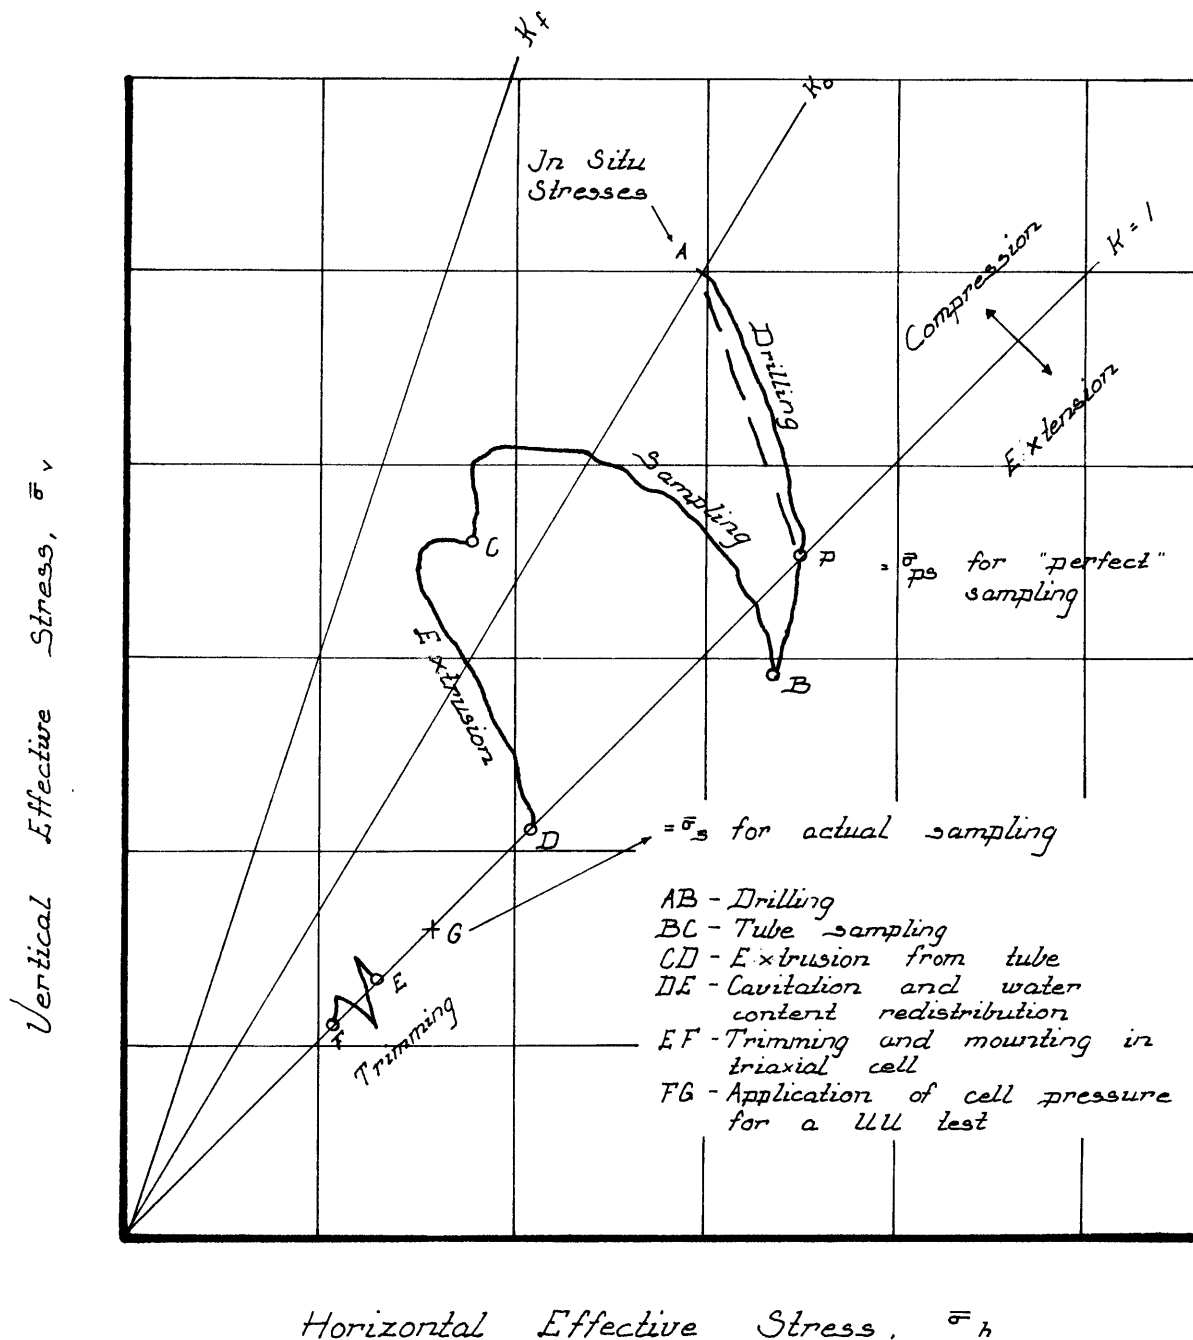 K f
K o
In Situ
Stresses
A
K = 1
Compression
Extension
Drilling
Sampling
C
P
= σ̄ps for "perfect"
sampling
B
Extrusion
D
= σ̄s for actual sampling
G
E
F
Trimming
AB - Drilling
BC - Tube sampling
CD - Extrusion from tube
DE - Cavitation and water
content redistribution
EF - Trimming and mounting in
triaxial cell
FG - Application of cell pressure
for a UU test
Vertical Effective Stress, σ̄v
Horizontal Effective Stress, σ̄h